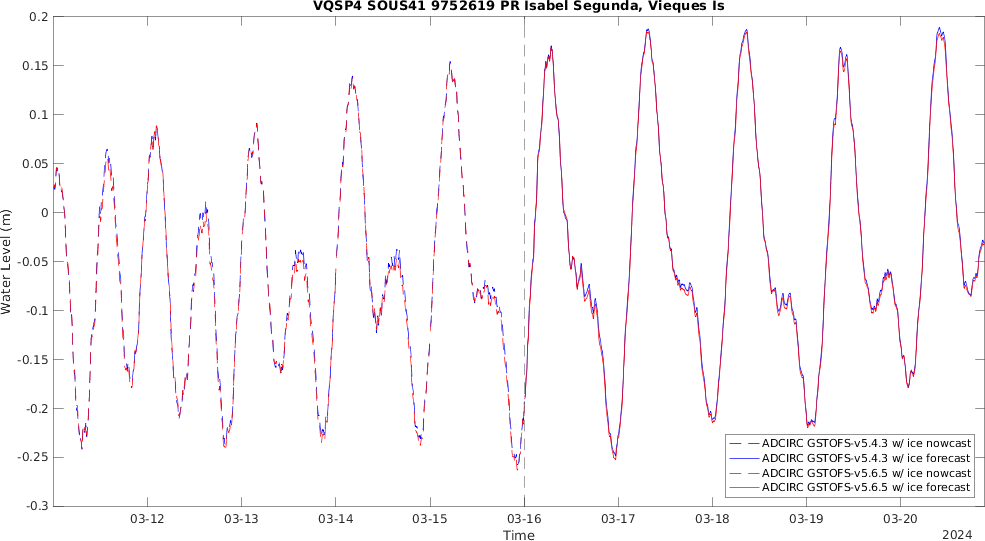 VQSP4 SOUS41 9752619 PR Isabel Segunda, Vieques Is
0.2
0.15
0.1
0.05
0
-0.05
-0.1
-0.15
-0.2
-0.25
-0.3
Water Level (m)
ADCIRC GSTOFS-v5.4.3 w/ ice nowcast
ADCIRC GSTOFS-v5.4.3 w/ ice forecast
ADCIRC GSTOFS-v5.6.5 w/ ice nowcast
ADCIRC GSTOFS-v5.6.5 w/ ice forecast
03-12 03-13 03-14 03-15 03-16 03-17 03-18 03-19 03-20
Time
2024